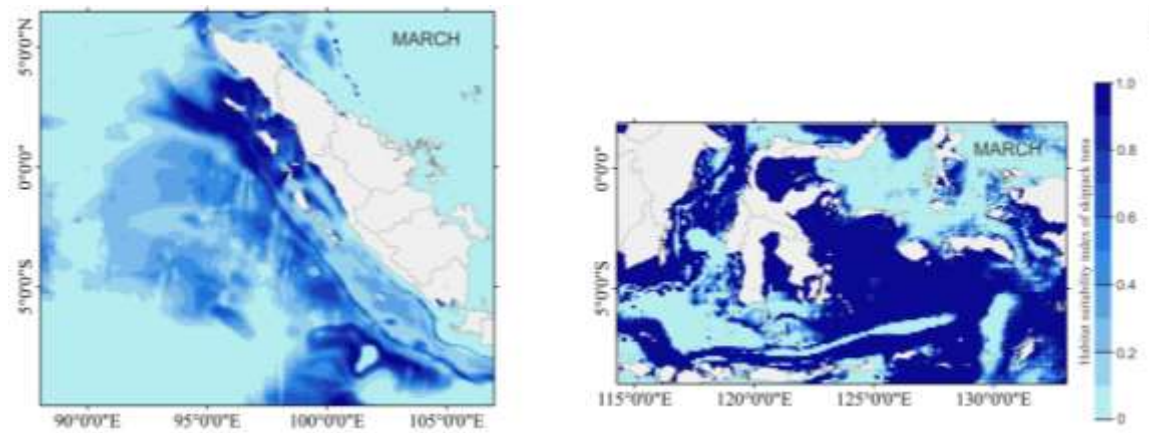 MARCH
5°0'0"N
0°0'0"
5°0'0"S
90°0'0"E 95°0'0"E 100°0'0"E 105°0'0"E
MARCH
0°0'0"
5°0'0"S
115°0'0"E 120°0'0"E 125°0'0"E 130°0'0"E
1.0
0.8
0.6
0.4
0.2
0
Habitat suitability index of skipjack tuna